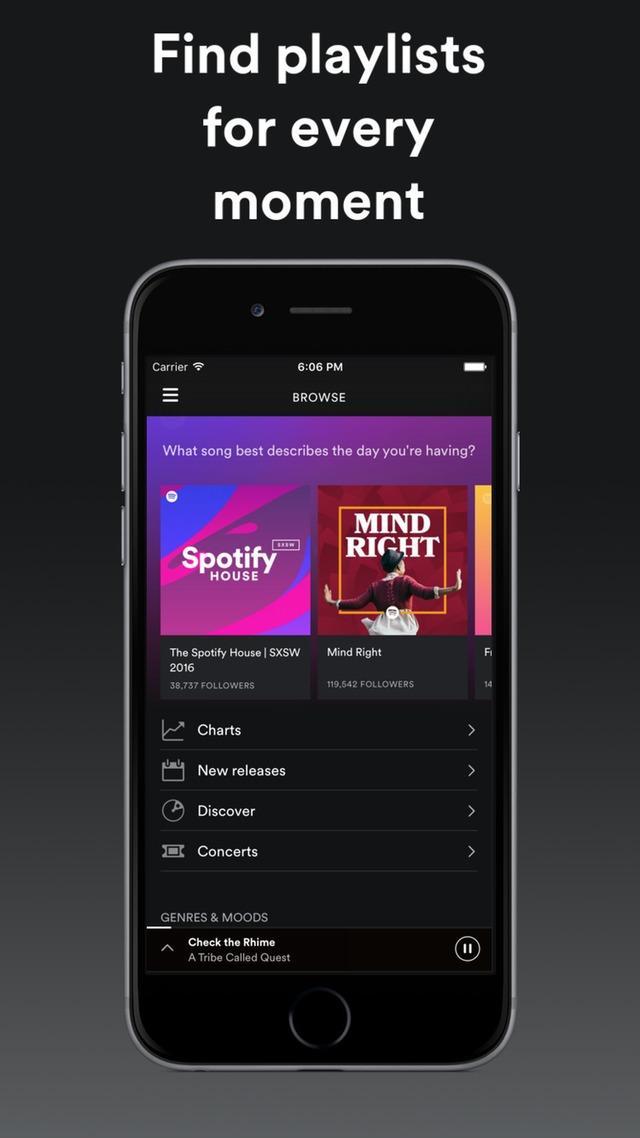 Find playlists
for every
moment
Carrier
6:06 PM
BROWSE
What song best describes the day you're having?
Spotify
SXSW
HOUSE
MIND
RIGHT
The Spotify House | SXSW
2016
38,737 FOLLOWERS
Mind Right
119,542 FOLLOWERS
Charts
New releases
Discover
Concerts
GENRES & MOODS
Check the Rhime
A Tribe Called Quest